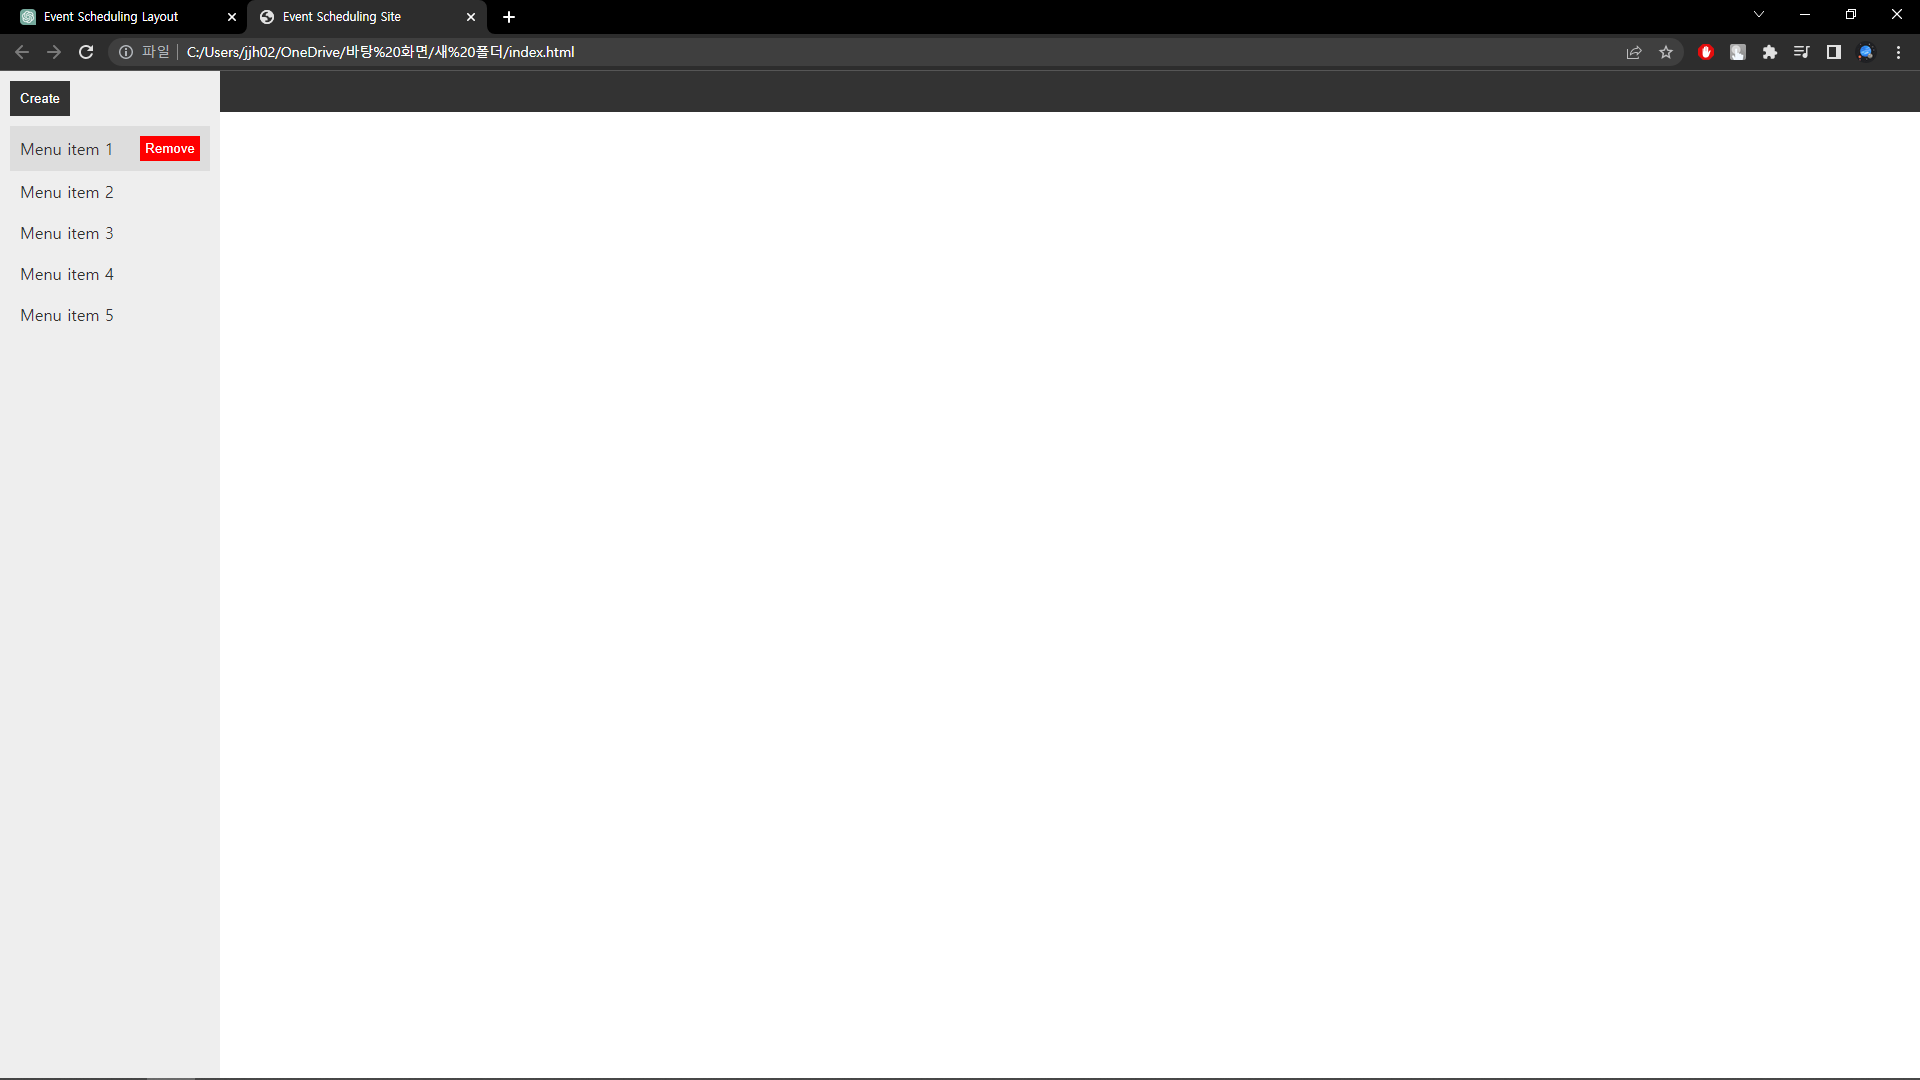 Event Scheduling Layout
Event Scheduling Site
파일
C:/Users/jjh02/OneDrive/바탕%20화면/새%20폴더/index.html
Create
Menu item 1
Remove
Menu item 2
Menu item 3
Menu item 4
Menu item 5